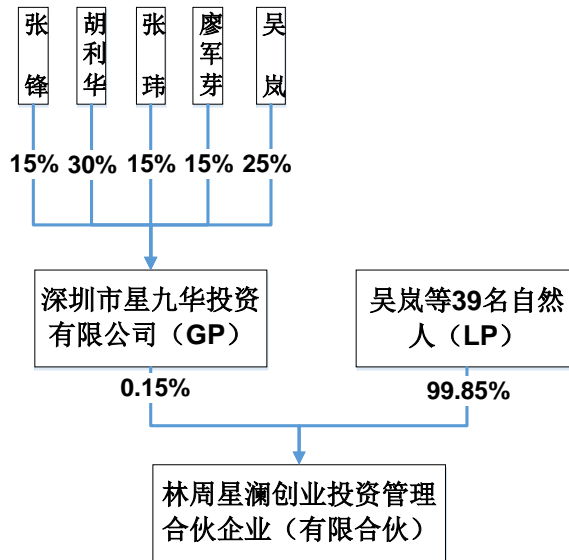 张锋
胡利华
张玮
廖军芽
吴岚
15% 30% 15% 15% 25%
深圳市星九华投资
有限公司（GP）
吴岚等39名自然
人（LP）
0.15%
99.85%
林周星澜创业投资管理
合伙企业（有限合伙）